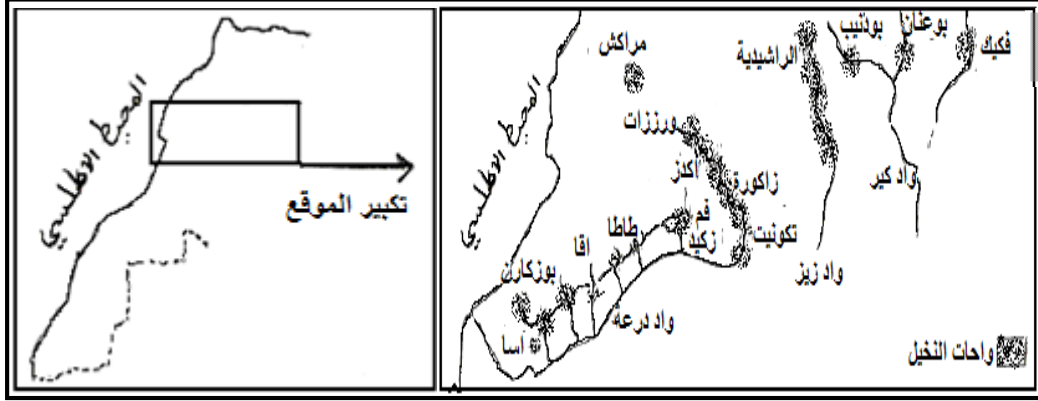 المحيط الاطلسي
تكبير الموقع
المحيط الاطلسي
مراكش
ورززات
اكدز
زاكورة
تكونيت
فم
زكيد
طاطا
اقا
بوزكارن
اسا
واد درعة
الراشيدية
واد زيز
بوذنيب
بوعنان
فكيك
واد كير
واحات النخيل